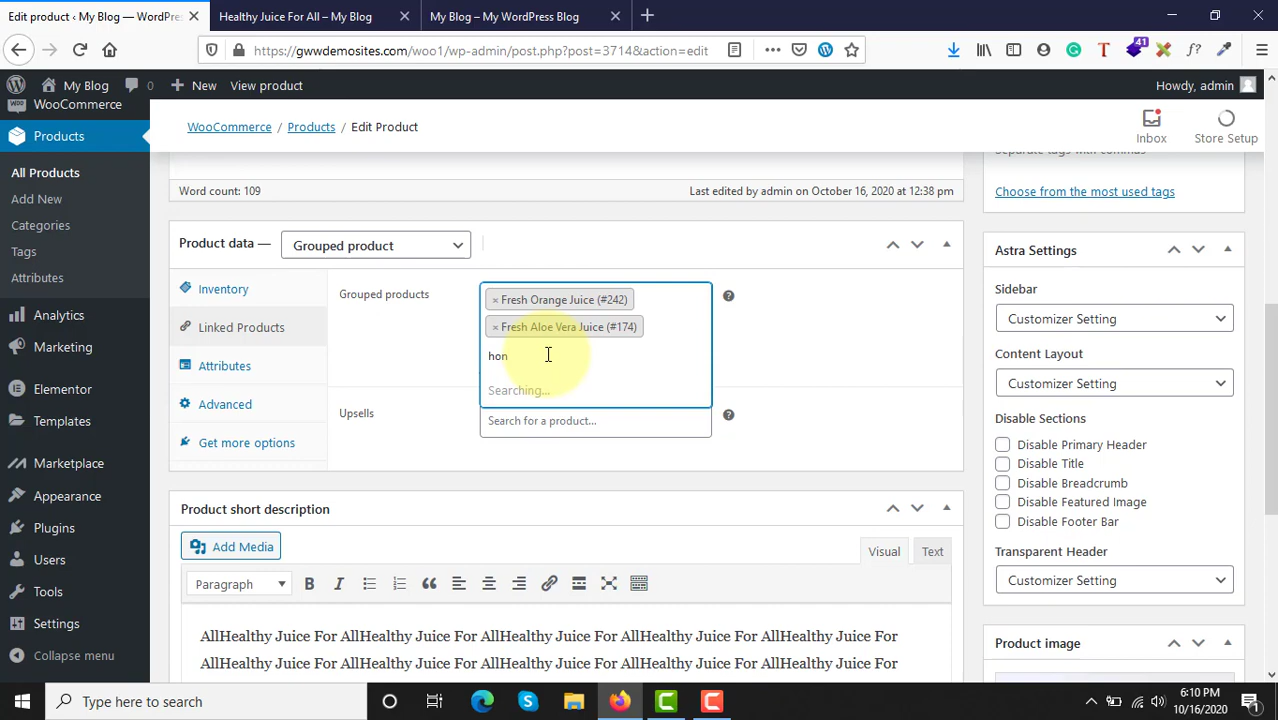 Edit product ‹ My Blog — WordPres
Healthy Juice For All – My Blog
My Blog – My WordPress Blog
https://gwwdemosites.com/woo1/wp-admin/post.php?post=3714&action=edit
41
My Blog
0
New
View product
Howdy, admin
WooCommerce
Products
All Products
Add New
Categories
Tags
Attributes
Analytics
Marketing
Elementor
Templates
Marketplace
Appearance
Plugins
Users
Tools
Settings
Collapse menu
WooCommerce / Products / Edit Product
Inbox
Store Setup
Word count: 109
Last edited by admin on October 16, 2020 at 12:38 pm
Product data —
Grouped product
Inventory
Linked Products
Attributes
Advanced
Get more options
Grouped products
× Fresh Orange Juice (#242)
× Fresh Aloe Vera Juice (#174)
hon
Searching...
Upsells
Search for a product...
Product short description
Add Media
Visual
Text
Paragraph
AllHealthy Juice For AllHealthy Juice For AllHealthy Juice For AllHealthy Juice For AllHealthy Juice For
AllHealthy Juice For AllHealthy Juice For AllHealthy Juice For AllHealthy Juice For AllHealthy Juice For
Separate tags with commas
Choose from the most used tags
Astra Settings
Sidebar
Customizer Setting
Content Layout
Customizer Setting
Disable Sections
Disable Primary Header
Disable Title
Disable Breadcrumb
Disable Featured Image
Disable Footer Bar
Transparent Header
Customizer Setting
Product image
Type here to search
6:10 PM
10/16/2020
1